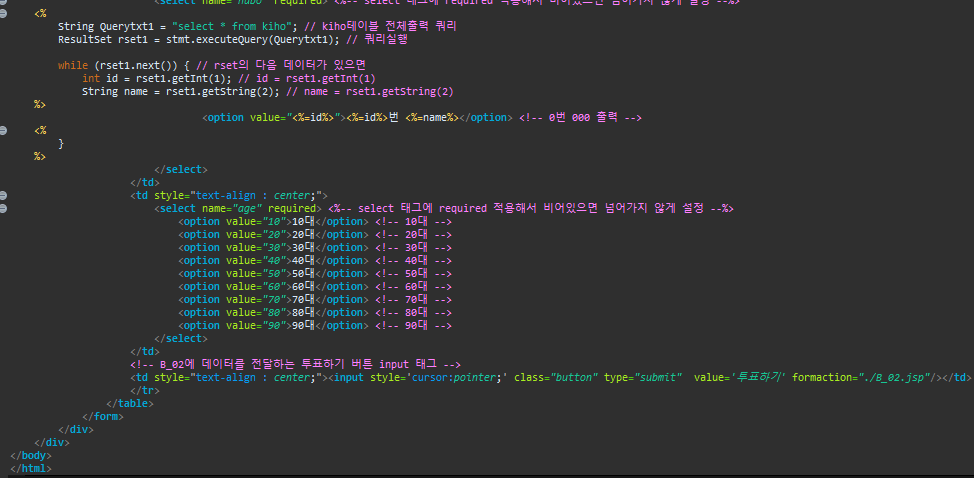 <select name="hubo" required> <%-- select 태그에 required 적용해서 비어있으면 넘어가지 않게 설정 --%>
<%
String Querytxt1 = "select * from kiho"; // kiho테이블 전체출력 쿼리
ResultSet rset1 = stmt.executeQuery(Querytxt1); // 쿼리실행
while (rset1.next()) { // rset의 다음 데이터가 있으면
int id = rset1.getInt(1); // id = rset1.getInt(1)
String name = rset1.getString(2); // name = rset1.getString(2)
%>
<option value="<%=id%>"><%=id%>번 <%=name%></option> <!-- 0번 000 출력 -->
<%
}
%>
</select>
</td>
<td style="text-align : center;">
<select name="age" required> <%-- select 태그에 required 적용해서 비어있으면 넘어가지 않게 설정 --%>
<option value="10">10대</option> <!-- 10대 -->
<option value="20">20대</option> <!-- 20대 -->
<option value="30">30대</option> <!-- 30대 -->
<option value="40">40대</option> <!-- 40대 -->
<option value="50">50대</option> <!-- 50대 -->
<option value="60">60대</option> <!-- 60대 -->
<option value="70">70대</option> <!-- 70대 -->
<option value="80">80대</option> <!-- 80대 -->
<option value="90">90대</option> <!-- 90대 -->
</select>
</td>
<!-- B_02에 데이터를 전달하는 투표하기 버튼 input 태그 -->
<td style="text-align : center;"><input style='cursor:pointer;' class="button" type="submit"  value='투표하기' formaction="./B_02.jsp"/></td>
</tr>
</table>
</form>
</div>
</div>
</body>
</html>